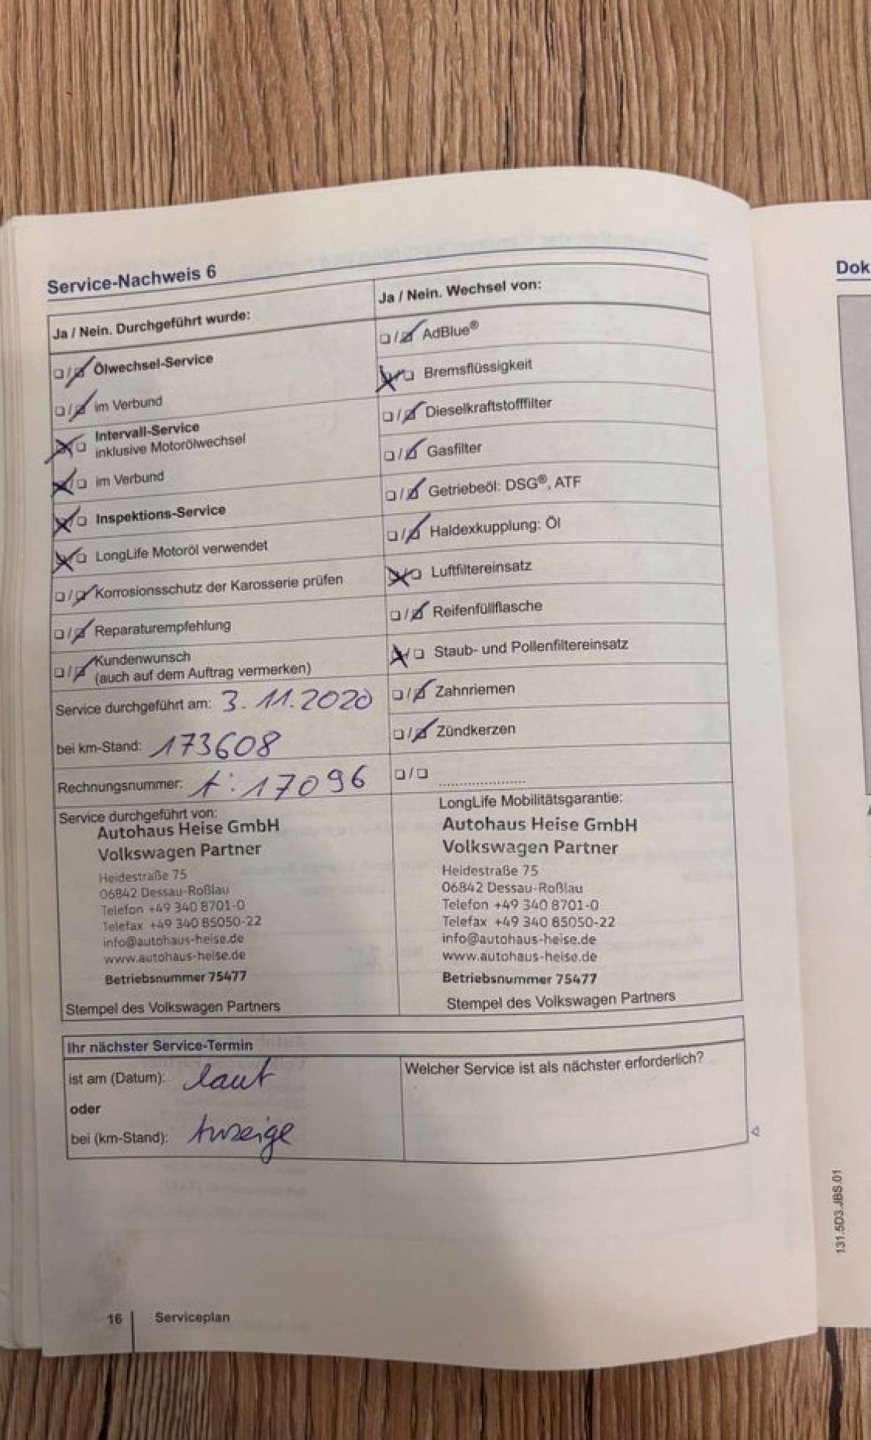 Service-Nachweis 6
Ja / Nein. Durchgeführt wurde:
Ölwechsel-Service
im Verbund
Intervall-Service
inklusive Motorölwechsel
im Verbund
Inspektions-Service
LongLife Motoröl verwendet
Korrosionsschutz der Karosserie prüfen
Reparaturempfehlung
Kundenwunsch
(auch auf dem Auftrag vermerken)
Service durchgeführt am: 3.11.2020
bei km-Stand: 173608
Rechnungsnummer: A: 17096
Ja / Nein. Wechsel von:
AdBlue®
Bremsflüssigkeit
Dieselkraftstofffilter
Gasfilter
Getriebeöl: DSG®, ATF
Haldexkupplung: Öl
Luftfiltereinsatz
Reifenfüllflasche
Staub- und Pollenfiltereinsatz
Zahnriemen
Zündkerzen
Service durchgeführt von:
Autohaus Heise GmbH
Volkswagen Partner
Heidestraße 75
06842 Dessau-Roßlau
Telefon +49 340 8701-0
Telefax +49 340 85050-22
info@autohaus-heise.de
www.autohaus-heise.de
Betriebsnummer 75477
Stempel des Volkswagen Partners
LongLife Mobilitätsgarantie:
Autohaus Heise GmbH
Volkswagen Partner
Heidestraße 75
06842 Dessau-Roßlau
Telefon +49 340 8701-0
Telefax +49 340 85050-22
info@autohaus-heise.de
www.autohaus-heise.de
Betriebsnummer 75477
Stempel des Volkswagen Partners
Ihr nächster Service-Termin
ist am (Datum): laut
oder
bei (km-Stand): Anzeige
Welcher Service ist als nächster erforderlich?
16 Serviceplan
Dok
131.5D3.JBS.01